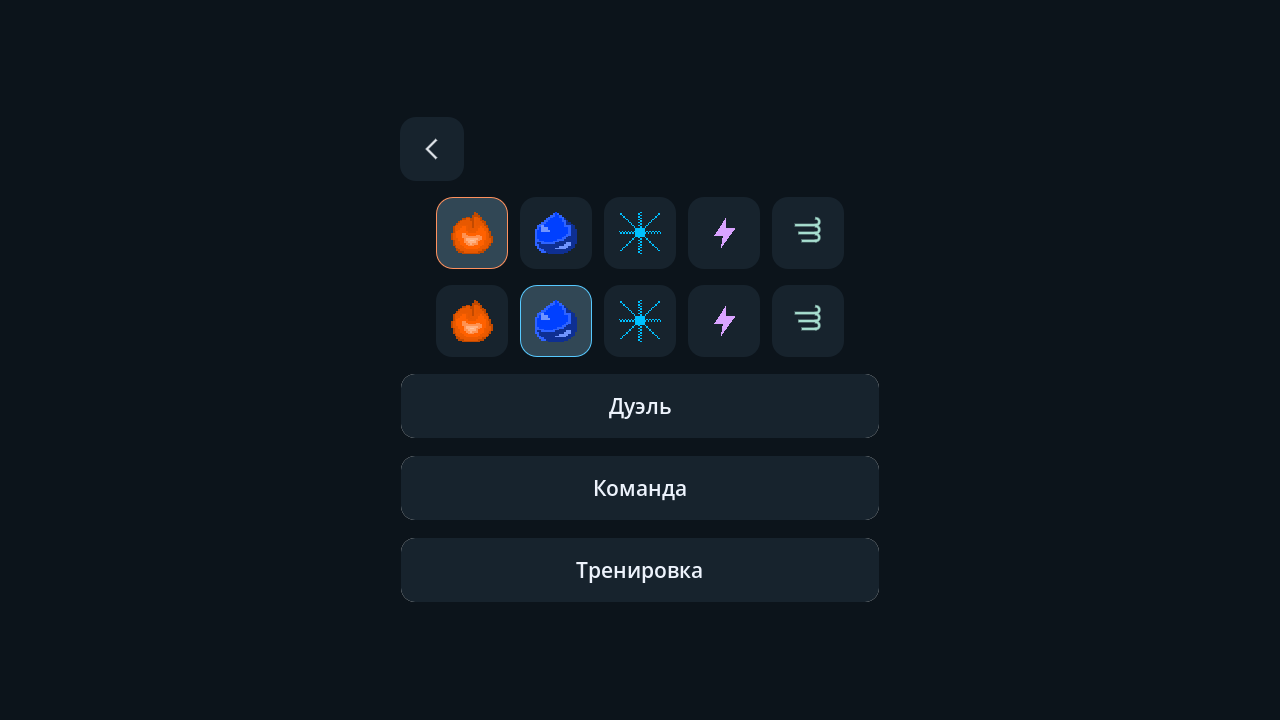 Дуэль
Команда
Тренировка